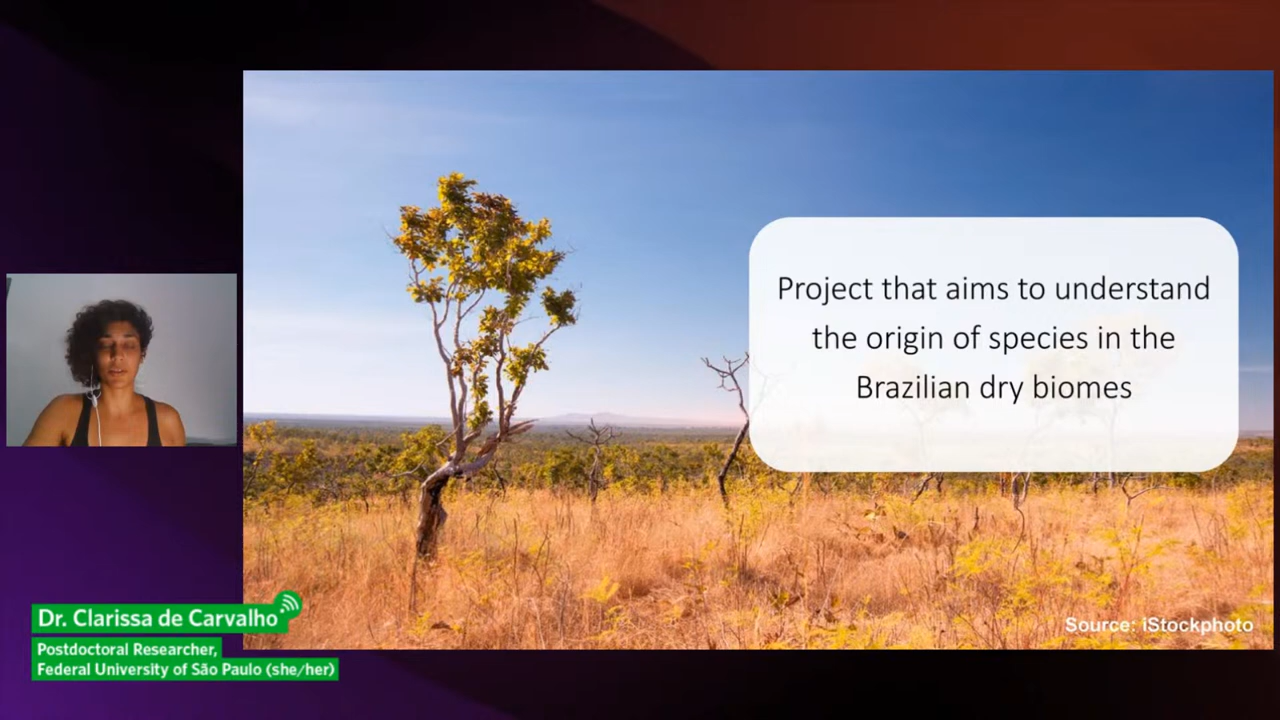 Project that aims to understand
the origin of species in the
Brazilian dry biomes
Source: iStockphoto
Dr. Clarissa de Carvalho
Postdoctoral Researcher,
Federal University of São Paulo (she/her)